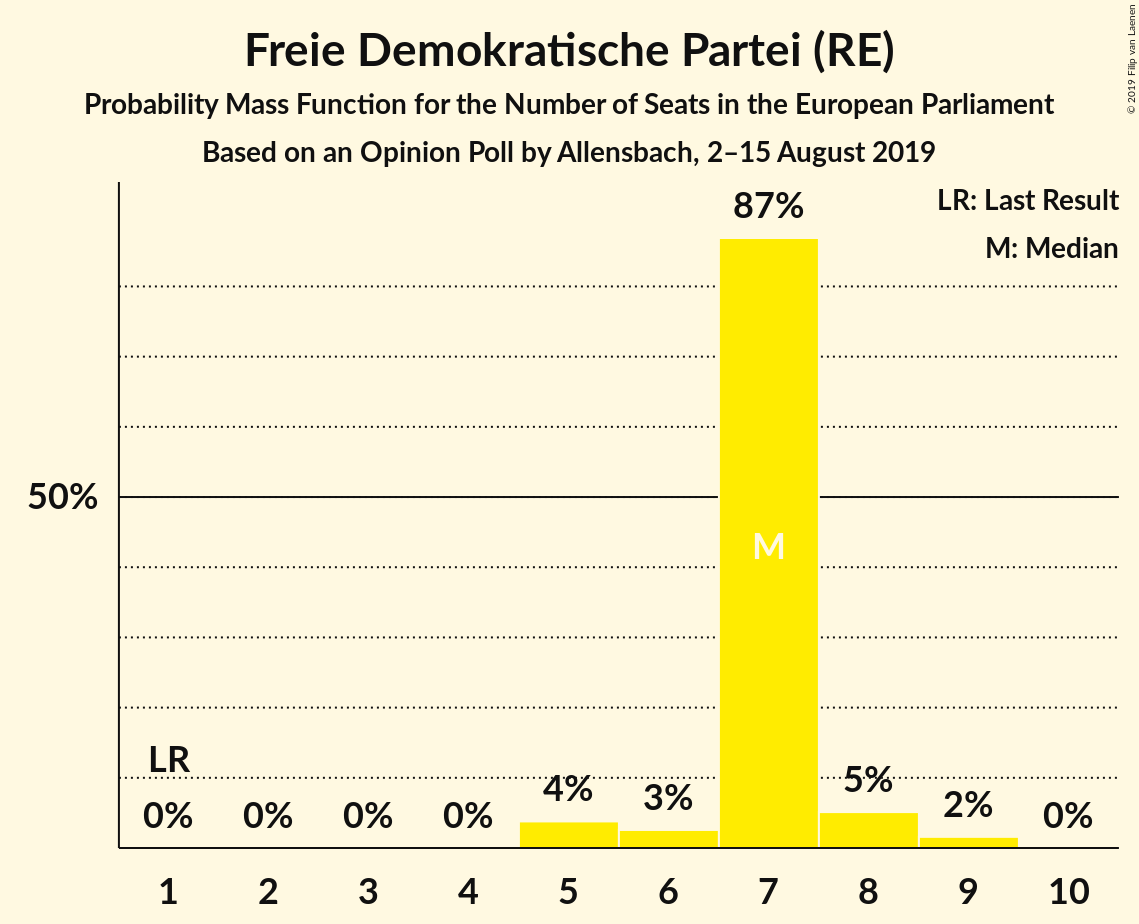 Freie Demokratische Partei (RE)
Probability Mass Function for the Number of Seats in the European Parliament
Based on an Opinion Poll by Allensbach, 2–15 August 2019
© 2019 Filip van Laenen
LR: Last Result
M: Median
87%
50%
M
LR
0%
0%
0%
0%
4%
3%
5%
2%
0%
1 2 3 4 5 6 7 8 9 10